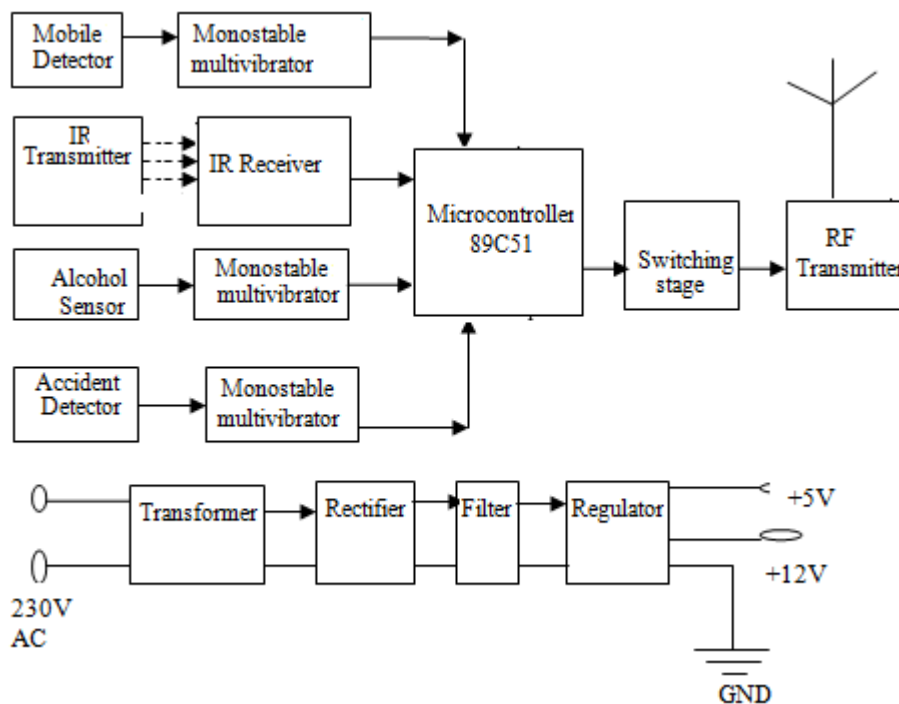 Mobile
Detector
Monostable
multivibrator
IR
Transmitter
IR Receiver
Microcontroller
89C51
Alcohol
Sensor
Monostable
multivibrator
Switching
stage
RF
Transmitter
Accident
Detector
Monostable
multivibrator
Transformer
Rectifier
Filter
Regulator
+5V
+12V
230V
AC
GND